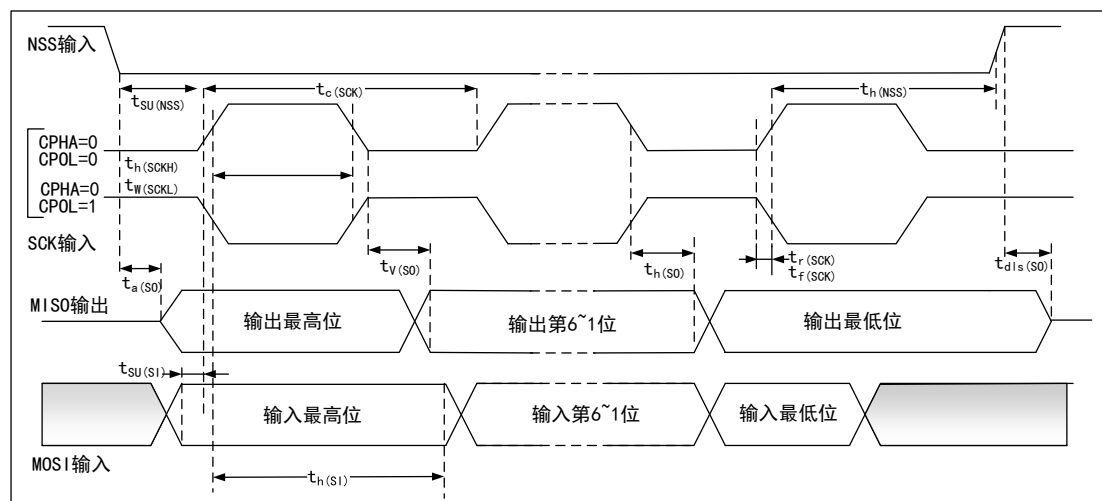 NSS输入
tSU(NSS)
tc(SCK)
th(NSS)
CPHA=0
CPOL=0
th(SCKH)
CPHA=0
CPOL=1
tW(SCKL)
SCK输入
ta(SO)
tV(SO)
th(SO)
tr(SCK)
tf(SCK)
tdis(SO)
MISO输出
输出最高位
输出第6~1位
输出最低位
tSU(SI)
输入最高位
输入第6~1位
输入最低位
MOSI输入
th(SI)